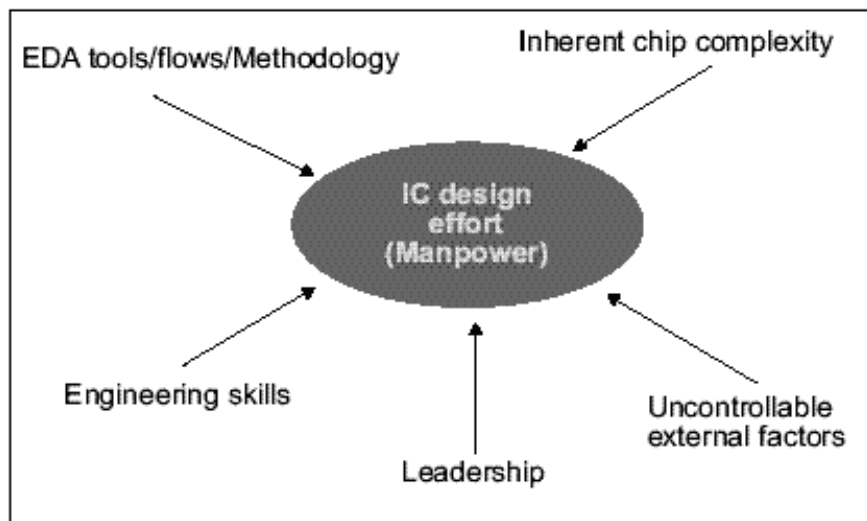 Inherent chip complexity
EDA tools/flows/Methodology
IC design
effort
(Manpower)
Engineering skills
Uncontrollable
external factors
Leadership